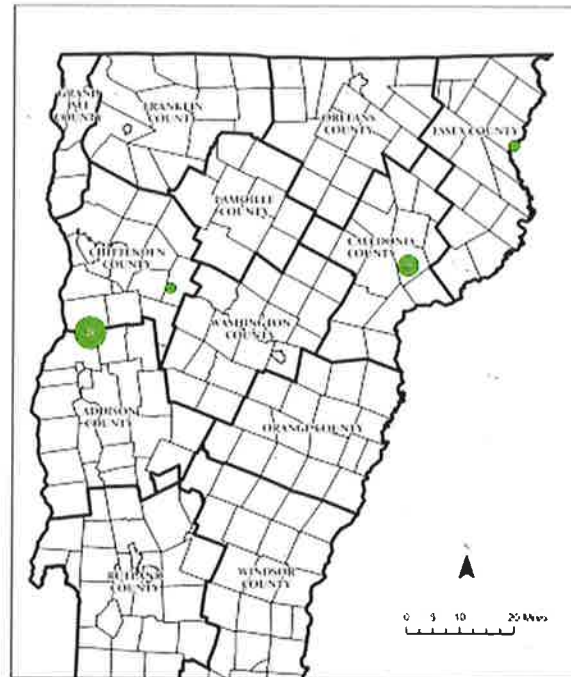 GRAND
ISLE
COUNTY
FRANKLIN
COUNTY
ORLEANS
COUNTY
ESSEX COUNTY
LAMOILLE
COUNTY
CHITTENDEN
COUNTY
CALEDONIA
COUNTY
WASHINGTON
COUNTY
ADDISON
COUNTY
ORANGE COUNTY
RUTLAND
COUNTY
WINDSOR
COUNTY
0 5 10 20 Miles